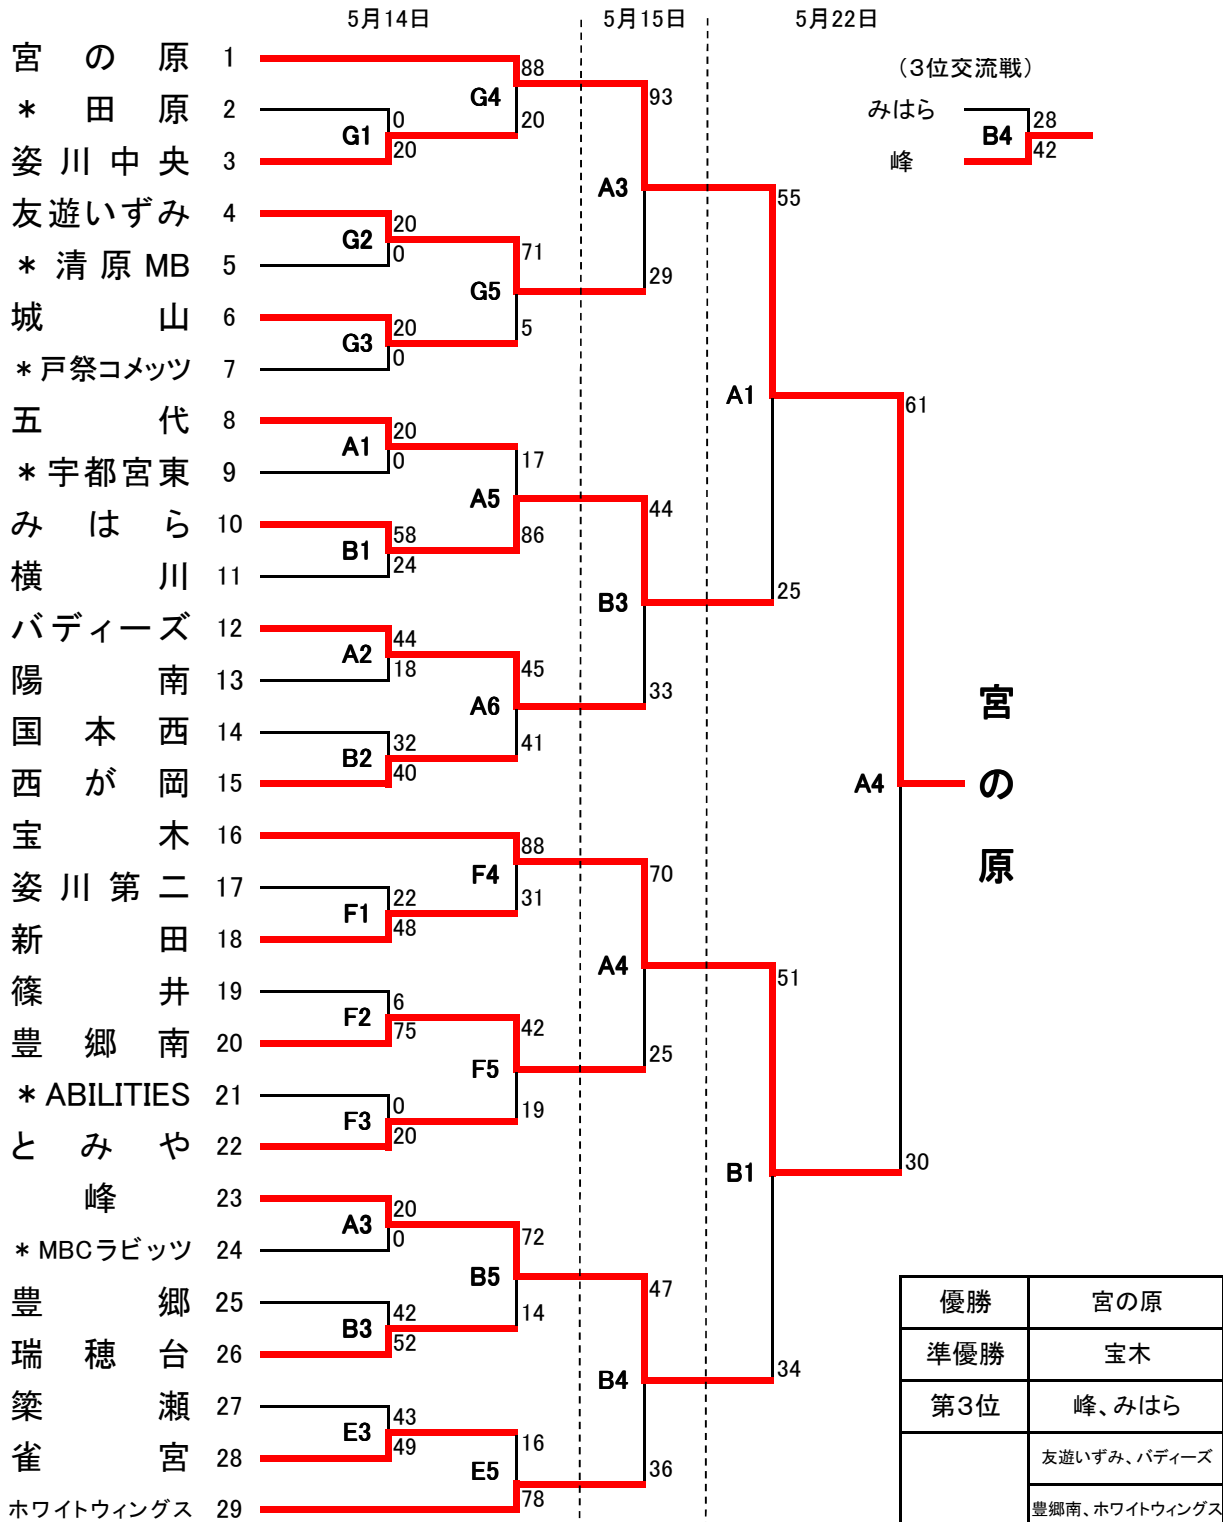 5月14日 5月15日 5月22日
(3位交流戦)
みはら 28
B4
峰 42
宮の原 1
88
93
G4
*田原 2
0
20
G1
姿川中央 3
20
A3
55
友遊いずみ 4
20
G2
71
*清原MB 5
0
29
G5
城山 6
20
5
G3
*戸祭コメッツ 7
0
A1
61
五代 8
20
A1
17
*宇都宮東 9
0
A5
44
みはら 10
58
86
B1
横川 11
24
25
B3
バディーズ 12
44
A2
45
陽南 13
18
33
A6
国本西 14
32
41
B2
西が岡 15
40
A4
宮の原
宝木 16
88
70
F4
姿川第二 17
22
31
F1
新田 18
48
A4
51
篠井 19
6
F2
42
豊郷南 20
75
25
F5
*ABILITIES 21
0
19
F3
とみや 22
20
B1
30
峰 23
20
A3
72
*MBCラビッツ 24
0
B5
47
豊郷 25
42
14
B3
瑞穂台 26
52
34
B4
簗瀬 27
43
E3
16
雀宮 28
49
36
E5
ホワイトウィングス 29
78
優勝 宮の原
準優勝 宝木
第3位 峰、みはら
友遊いずみ、バディーズ
豊郷南、ホワイトウィングス